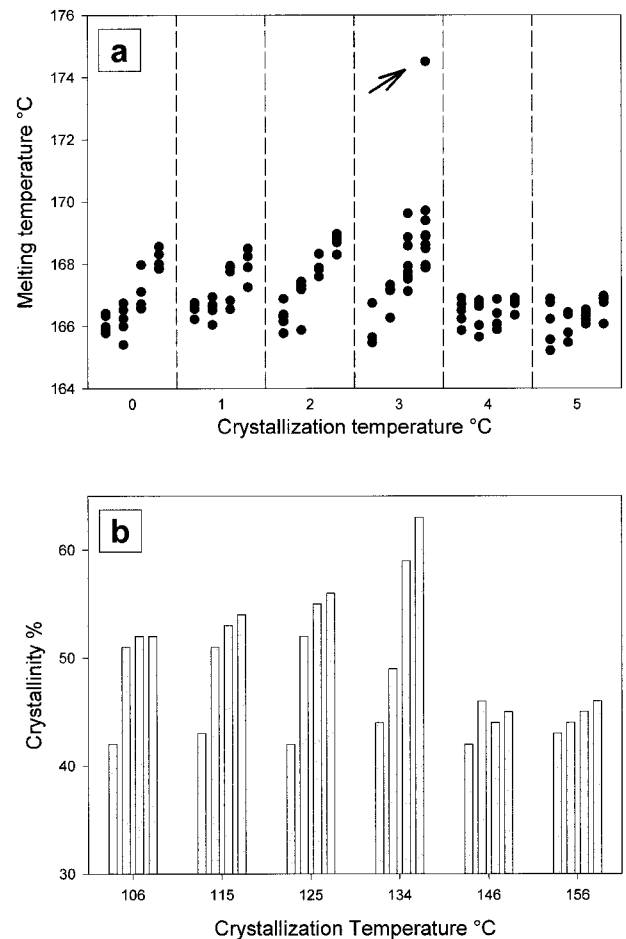 a
176
174
172
170
168
166
164
Melting temperature °C
0 1 2 3 4 5
Crystallization temperature °C
b
60
50
40
30
Crystallinity %
106 115 125 134 146 156
Crystallization Temperature °C